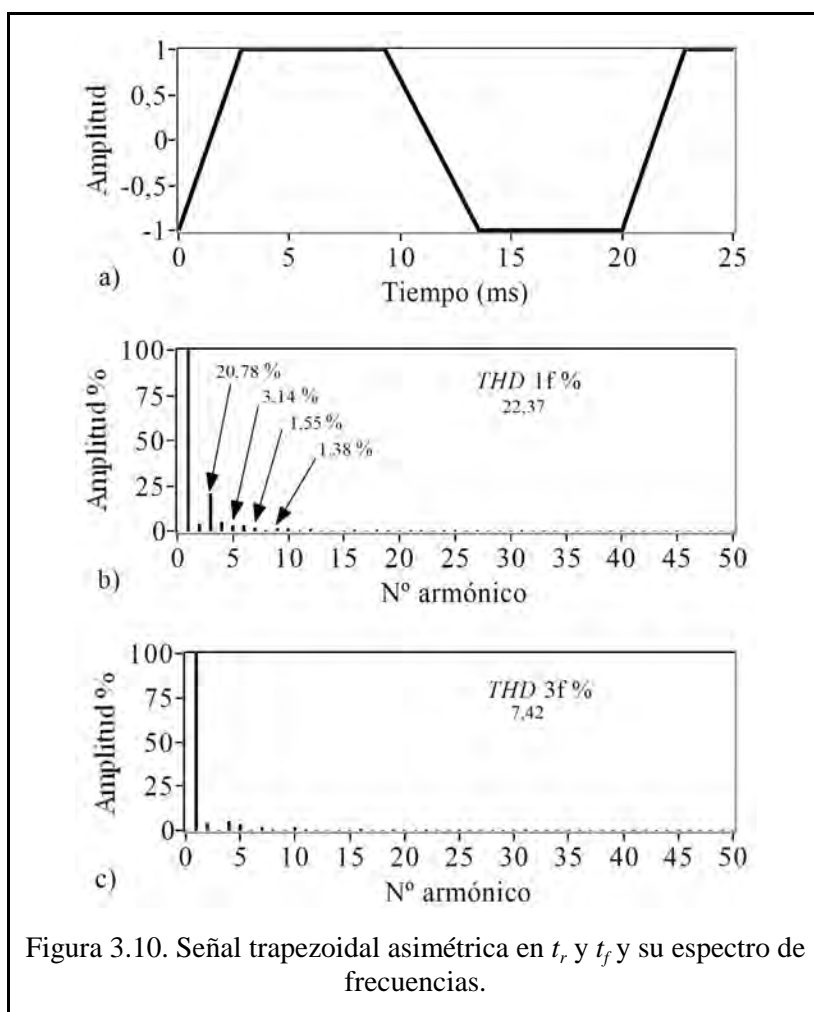 1
0,5
0
-0,5
-1
Amplitud
0 5 10 15 20 25
Tiempo (ms)
a)
100
75
50
25
0
Amplitud %
20.78 %
3.14 %
1.55 %
1.38 %
THD 1f %
22,37
0 5 10 15 20 25 30 35 40 45 50
Nº armónico
b)
100
75
50
25
0
Amplitud %
THD 3f %
7,42
0 5 10 15 20 25 30 35 40 45 50
Nº armónico
c)
Figura 3.10. Señal trapezoidal asimétrica en tr y tf y su espectro de
frecuencias.